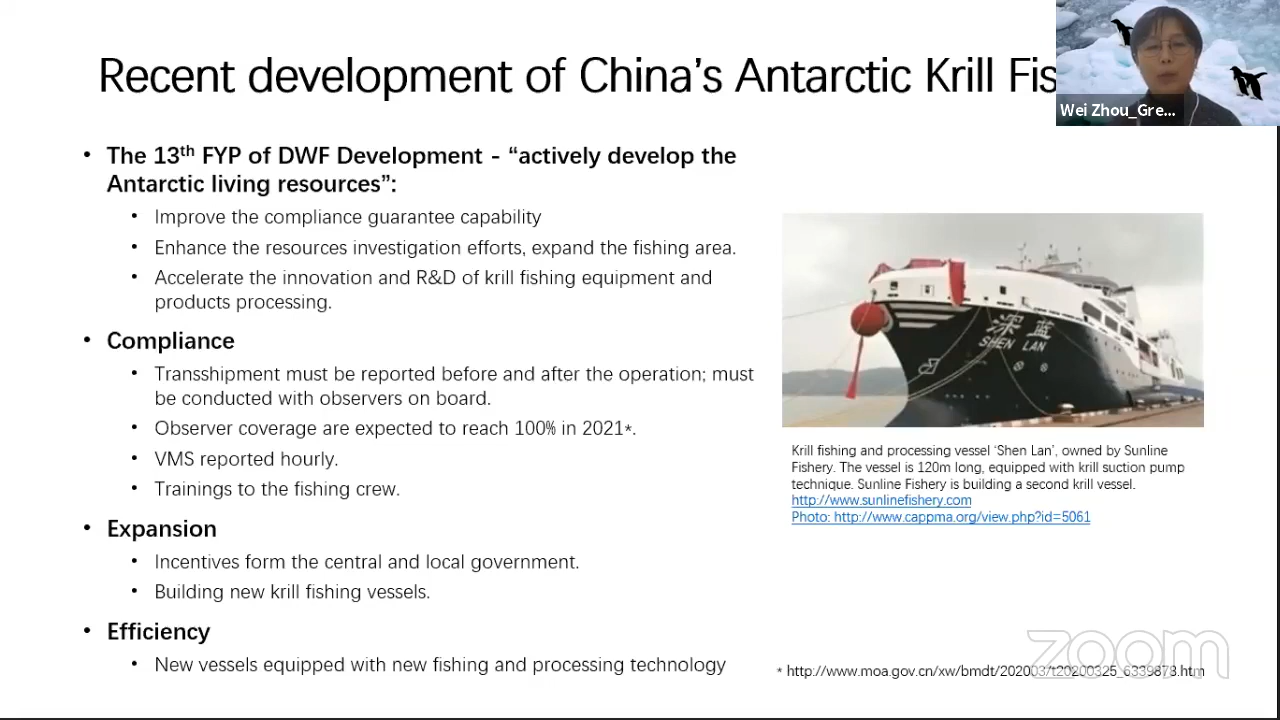 Recent development of China's Antarctic Krill Fis
Wei Zhou_Gre...
• The 13th FYP of DWF Development - “actively develop the
Antarctic living resources”:
• Improve the compliance guarantee capability
• Enhance the resources investigation efforts, expand the fishing area.
• Accelerate the innovation and R&D of krill fishing equipment and
products processing.
• Compliance
• Transshipment must be reported before and after the operation; must
be conducted with observers on board.
• Observer coverage are expected to reach 100% in 2021*.
• VMS reported hourly.
• Trainings to the fishing crew.
• Expansion
• Incentives form the central and local government.
• Building new krill fishing vessels.
• Efficiency
• New vessels equipped with new fishing and processing technology
深蓝
SHEN LAN
Krill fishing and processing vessel ‘Shen Lan’, owned by Sunline
Fishery. The vessel is 120m long, equipped with krill suction pump
technique. Sunline Fishery is building a second krill vessel.
http://www.sunlinefishery.com
Photo: http://www.cappma.org/view.php?id=5061
zoom
* http://www.moa.gov.cn/xw/bmdt/202003/t20200325_6339873.htm